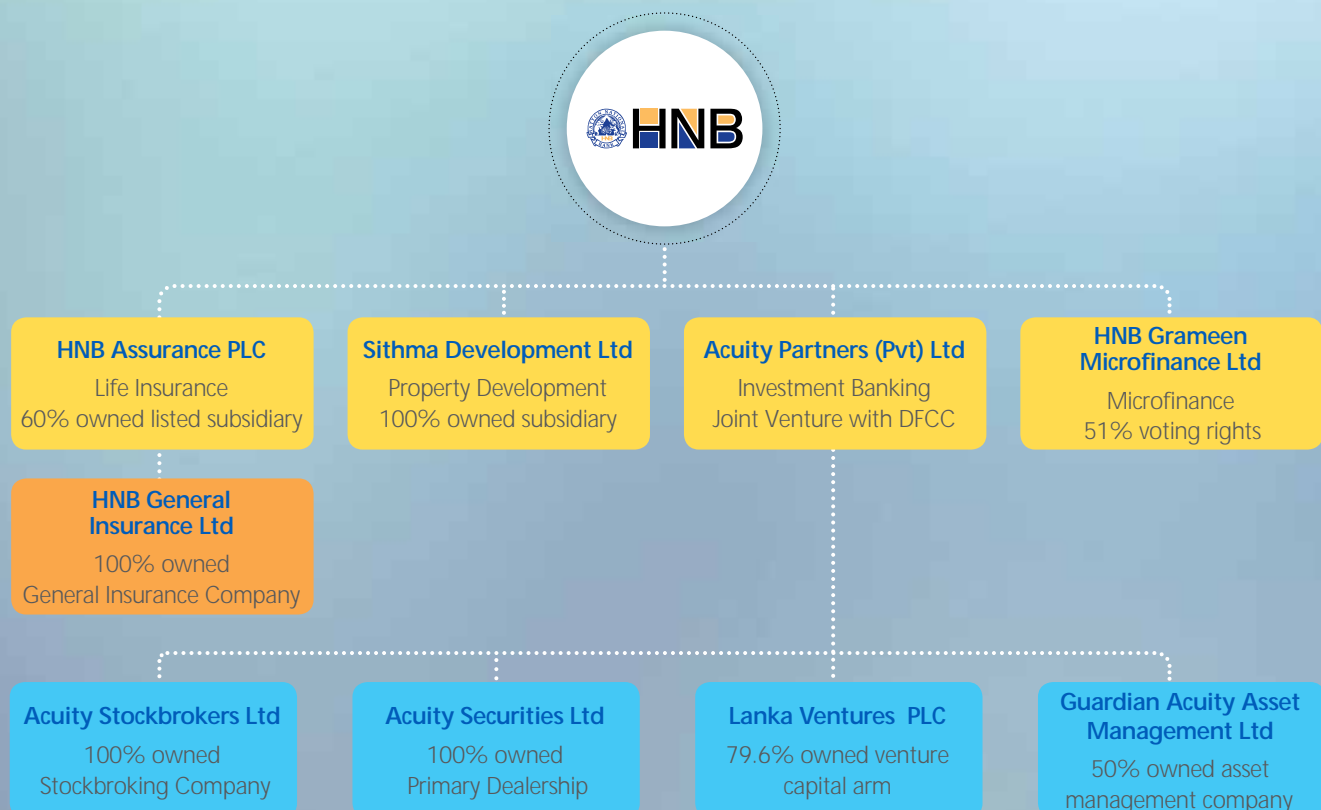 HATTON NATIONAL
BANK
HNB
HNB Assurance PLC
Life Insurance
60% owned listed subsidiary
Sithma Development Ltd
Property Development
100% owned subsidiary
Acuity Partners (Pvt) Ltd
Investment Banking
Joint Venture with DFCC
HNB Grameen
Microfinance Ltd
Microfinance
51% voting rights
HNB General
Insurance Ltd
100% owned
General Insurance Company
Acuity Stockbrokers Ltd
100% owned
Stockbroking Company
Acuity Securities Ltd
100% owned
Primary Dealership
Lanka Ventures PLC
79.6% owned venture
capital arm
Guardian Acuity Asset
Management Ltd
50% owned asset
management company